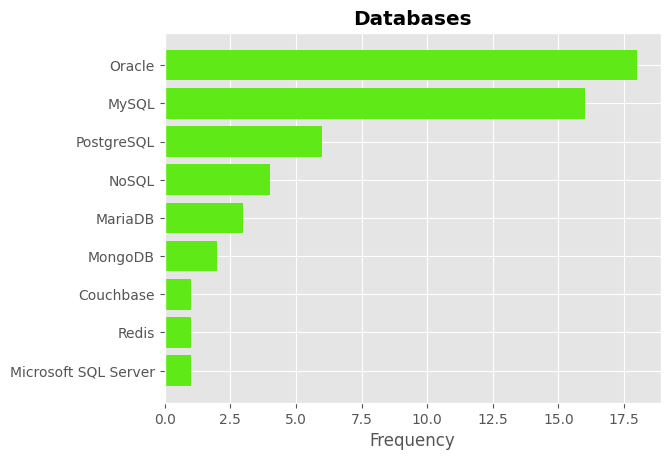 Databases
Oracle
MySQL
PostgreSQL
NoSQL
MariaDB
MongoDB
Couchbase
Redis
Microsoft SQL Server
0.0 2.5 5.0 7.5 10.0 12.5 15.0 17.5
Frequency